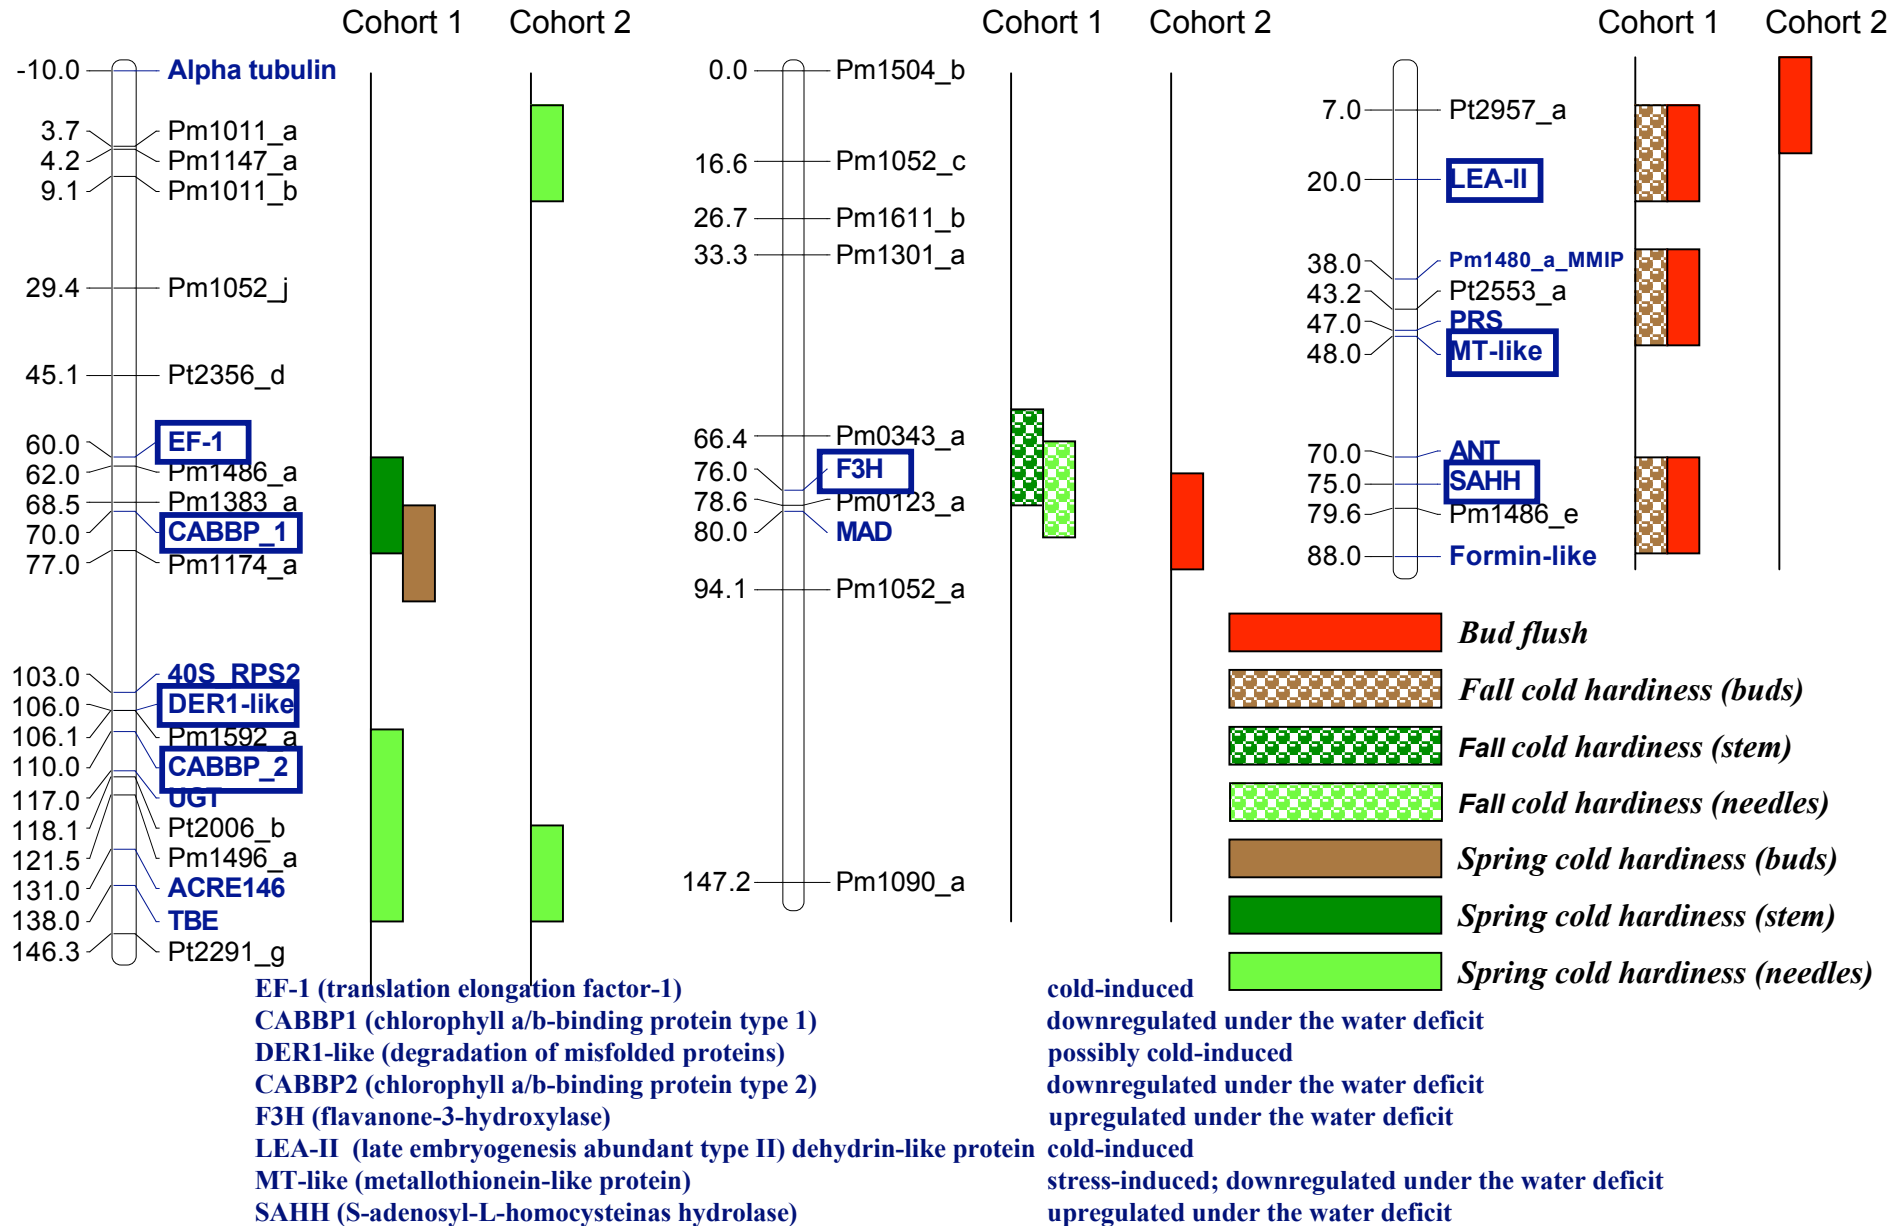 Cohort 1 Cohort 2 Cohort 1 Cohort 2 Cohort 1 Cohort 2
-10.0 Alpha tubulin
3.7 Pm1011_a
4.2 Pm1147_a
9.1 Pm1011_b
29.4 Pm1052_j
45.1 Pt2356_d
60.0 EF-1
62.0 Pm1486_a
68.5 Pm1383_a
70.0 CABBP_1
77.0 Pm1174_a
103.0 40S_RPS2
106.0 DER1-like
106.1 Pm1592_a
110.0 CABBP_2
117.0 UGT
118.1 Pt2006_b
121.5 Pm1496_a
131.0 ACRE146
138.0 TBE
146.3 Pt2291_g
0.0 Pm1504_b
16.6 Pm1052_c
26.7 Pm1611_b
33.3 Pm1301_a
66.4 Pm0343_a
76.0 F3H
78.6 Pm0123_a
80.0 MAD
94.1 Pm1052_a
147.2 Pm1090_a
7.0 Pt2957_a
20.0 LEA-II
38.0 Pm1480_a_MMIP
43.2 Pt2553_a
47.0 PRS
48.0 MT-like
70.0 ANT
75.0 SAHH
79.6 Pm1486_e
88.0 Formin-like
Bud flush
Fall cold hardiness (buds)
Fall cold hardiness (stem)
Fall cold hardiness (needles)
Spring cold hardiness (buds)
Spring cold hardiness (stem)
Spring cold hardiness (needles)
EF-1 (translation elongation factor-1) cold-induced
CABBP1 (chlorophyll a/b-binding protein type 1) downregulated under the water deficit
DER1-like (degradation of misfolded proteins) possibly cold-induced
CABBP2 (chlorophyll a/b-binding protein type 2) downregulated under the water deficit
F3H (flavanone-3-hydroxylase) upregulated under the water deficit
LEA-II (late embryogenesis abundant type II) dehydrin-like protein cold-induced
MT-like (metallothionein-like protein) stress-induced; downregulated under the water deficit
SAHH (S-adenosyl-L-homocysteinas hydrolase) upregulated under the water deficit